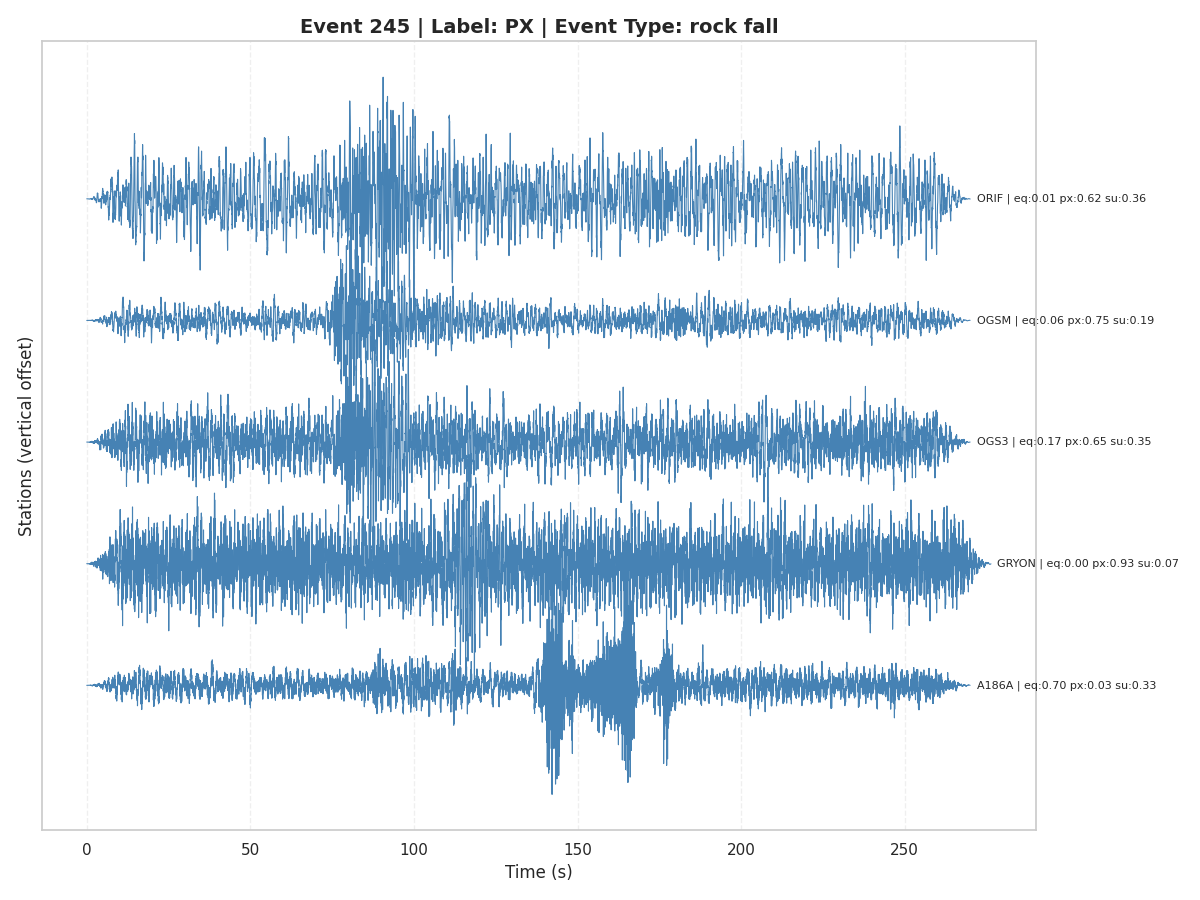 Event 245 | Label: PX | Event Type: rock fall
Stations (vertical offset)
ORIF | eq:0.01 px:0.62 su:0.36
OGSM | eq:0.06 px:0.75 su:0.19
OGS3 | eq:0.17 px:0.65 su:0.35
GRYON | eq:0.00 px:0.93 su:0.07
A186A | eq:0.70 px:0.03 su:0.33
0 50 100 150 200 250
Time (s)